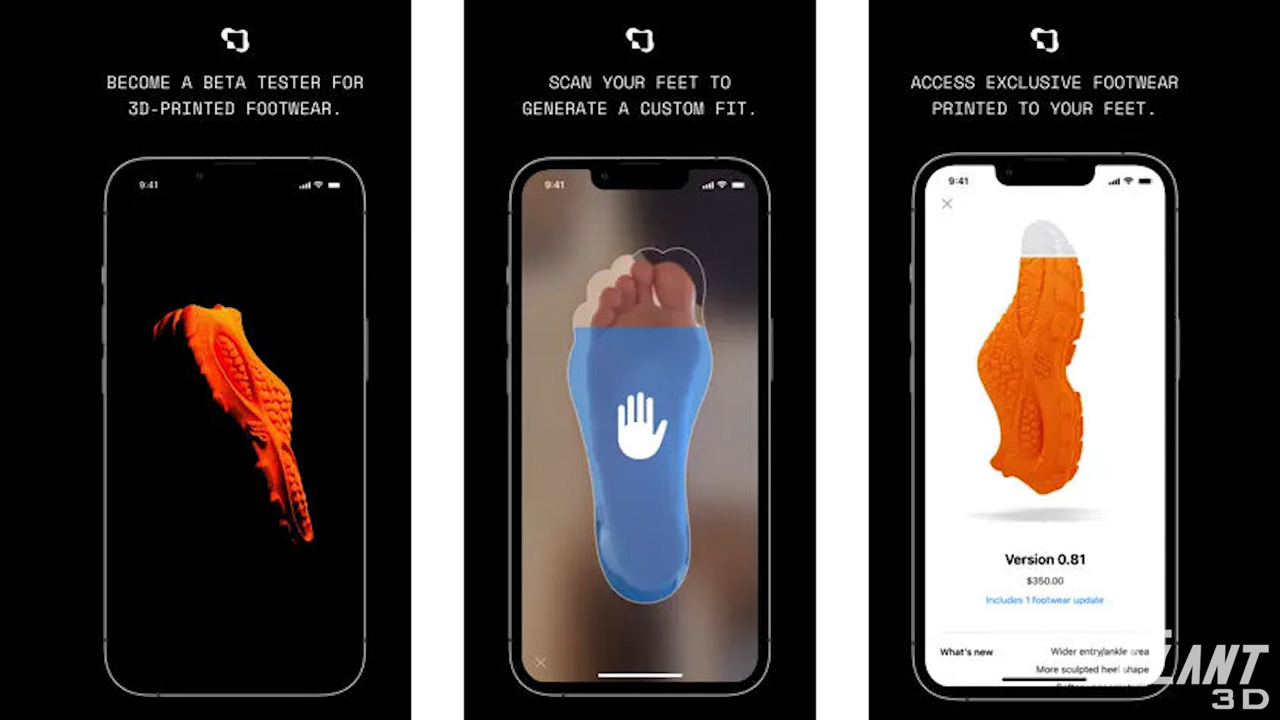 BECOME A BETA TESTER FOR
3D-PRINTED FOOTWEAR.
9:41
SCAN YOUR FEET TO
GENERATE A CUSTOM FIT.
9:41
ACCESS EXCLUSIVE FOOTWEAR
PRINTED TO YOUR FEET.
9:41
Version 0.81
$350.00
Includes 1 footwear update
What's new
Wider entry/ankle area
More sculpted heel shape
3D